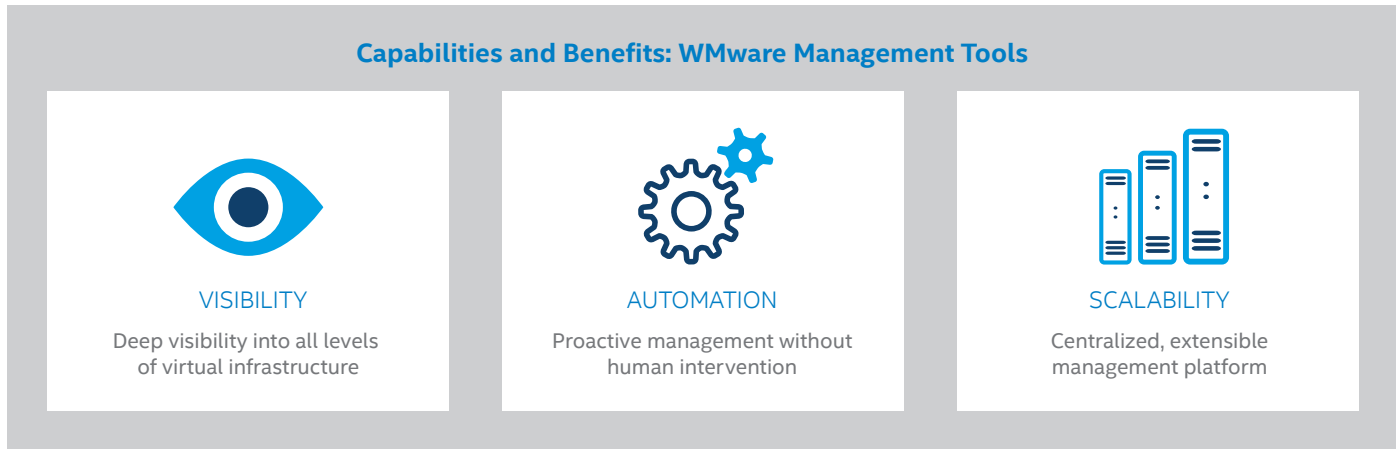 Capabilities and Benefits: WMware Management Tools
VISIBILITY
Deep visibility into all levels
of virtual infrastructure
AUTOMATION
Proactive management without
human intervention
SCALABILITY
Centralized, extensible
management platform